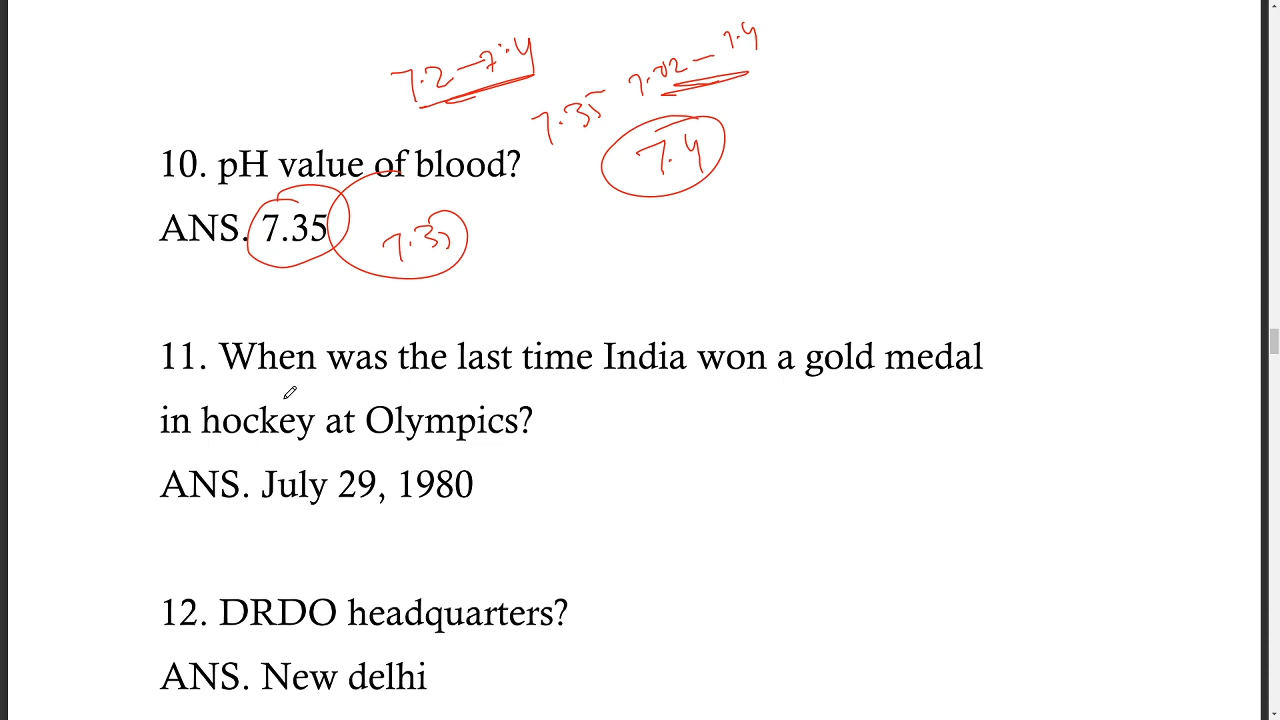 7.2 - 7.4
7.35 7.02 - 7.4
7.4
10. pH value of blood?
ANS. 7.35
7.35
11. When was the last time India won a gold medal
in hockey at Olympics?
ANS. July 29, 1980
12. DRDO headquarters?
ANS. New delhi